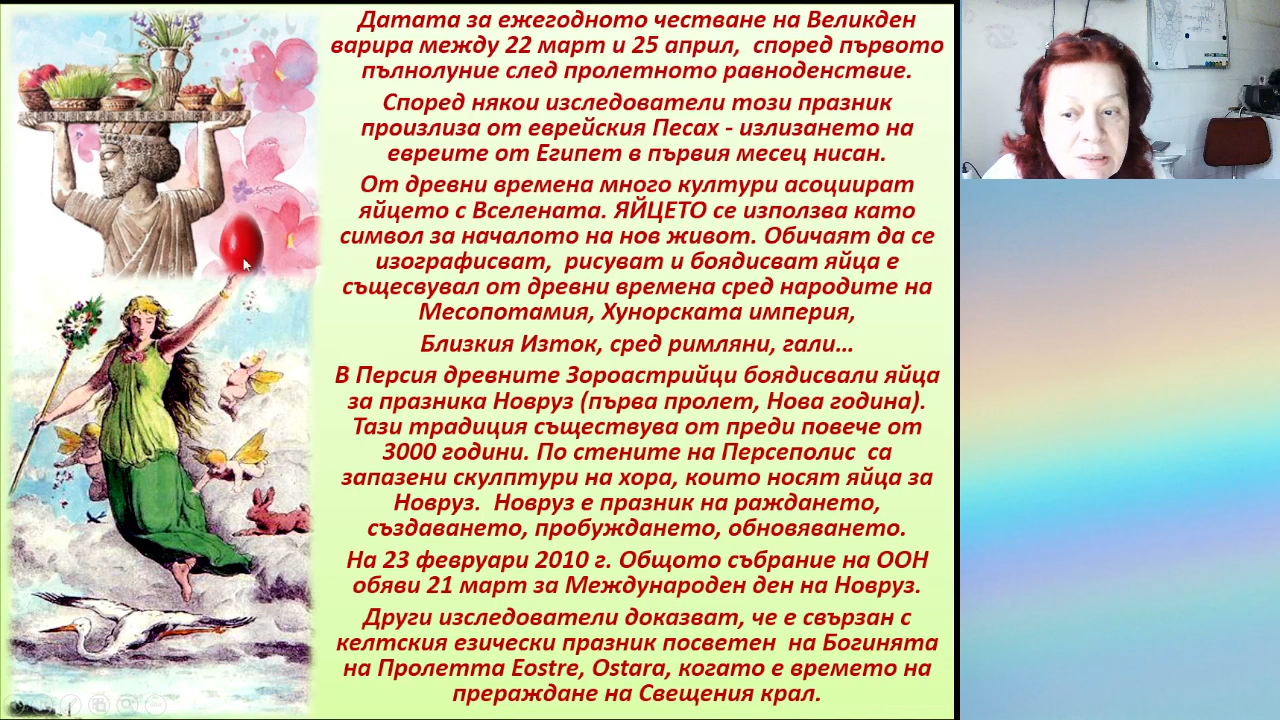 Датата за ежегодното честване на Великден
варира между 22 март и 25 април, според първото
пълнолуние след пролетното равноденствие.
Според някои изследователи този празник
произлиза от еврейския Песах - излизането на
евреите от Египет в първия месец нисан.
От древни времена много култури асоциират
яйцето с Вселената. ЯЙЦЕТО се използва като
символ за началото на нов живот. Обичаят да се
изографисват, рисуват и боядисват яйца е
същесвувал от древни времена сред народите на
Месопотамия, Хунорската империя,
Близкия Изток, сред римляни, гали...
В Персия древните Зороастрийци боядисвали яйца
за празника Новруз (първа пролет, Нова година).
Тази традиция съществува от преди повече от
3000 години. По стените на Персеполис са
запазени скулптури на хора, които носят яйца за
Новруз. Новруз е празник на раждането,
създаването, пробуждането, обновяването.
На 23 февруари 2010 г. Общото събрание на ООН
обяви 21 март за Международен ден на Новруз.
Други изследователи доказват, че е свързан с
келтския езически празник посветен на Богинята
на Пролетта Eostre, Ostara, когато е времето на
прераждане на Свещения крал.